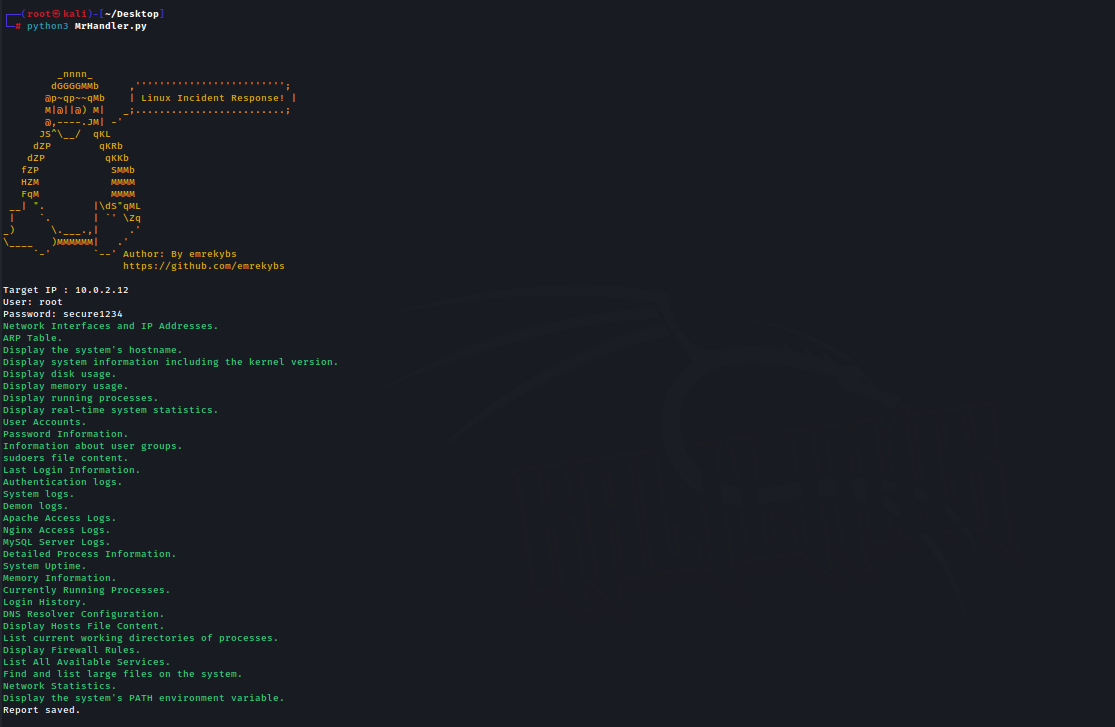 ┌──(root㉿kali)-[~/Desktop]
└─# python3 MrHandler.py
         _nnnn_
        dGGGGMMb     ,'''''''''''''''''''''''''';
       @p~qp~~qMb    | Linux Incident Response! |
       M|@||@) M|   _;..........................;
       @,----.JM| -'
      JS^\__/  qKL
     dZP        qKRb
    dZP          qKKb
   fZP            SMMb
   HZM            MMMM
   FqM            MMMM
 __| ".        |\dS"qML
 |    `.       | `' \Zq
_)      \.___.,|     .'
\____   )MMMMMM|   .'
     `-'       `--' Author: By emrekybs
                    https://github.com/emrekybs
Target IP : 10.0.2.12
User: root
Password: secure1234
Network Interfaces and IP Addresses.
ARP Table.
Display the system's hostname.
Display system information including the kernel version.
Display disk usage.
Display memory usage.
Display running processes.
Display real-time system statistics.
User Accounts.
Password Information.
Information about user groups.
sudoers file content.
Last Login Information.
Authentication logs.
System logs.
Demon logs.
Apache Access Logs.
Nginx Access Logs.
MySQL Server Logs.
Detailed Process Information.
System Uptime.
Memory Information.
Currently Running Processes.
Login History.
DNS Resolver Configuration.
Display Hosts File Content.
List current working directories of processes.
Display Firewall Rules.
List All Available Services.
Find and list large files on the system.
Network Statistics.
Display the system's PATH environment variable.
Report saved.